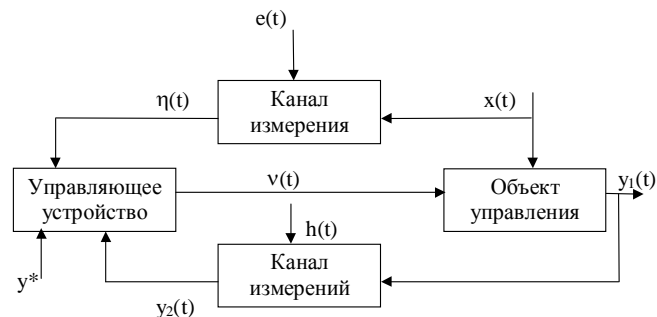 e(t)
η(t)
Канал
измерения
x(t)
Управляющее
устройство
ν(t)
Объект
управления
y₁(t)
h(t)
y*
Канал
измерений
y₂(t)